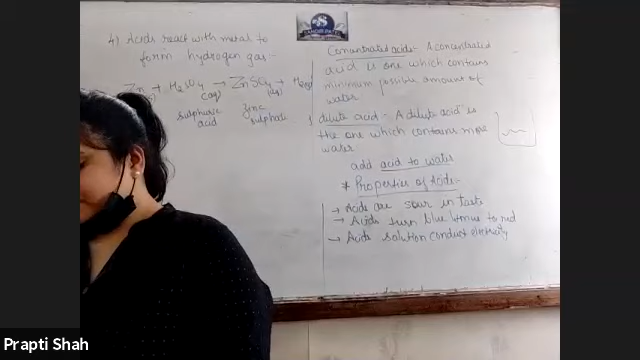 4) Acids react with metal to
form hydrogen gas-
Zn + H2SO4 → ZnSO4 + H2
(aq) (aq)
sulphuric zinc
acid sulphate
SANDIP PATEL
Concentrated acids:- A concentrated
acid is one which contains
minimum possible amount of
water
dilute acid:- A dilute acid is
the one which contains more
water
add acid to water
* Properties of Acids:-
→ Acids are sour in taste
→ Acids turn blue litmus to red
→ Acids solution conduct electricity
Prapti Shah